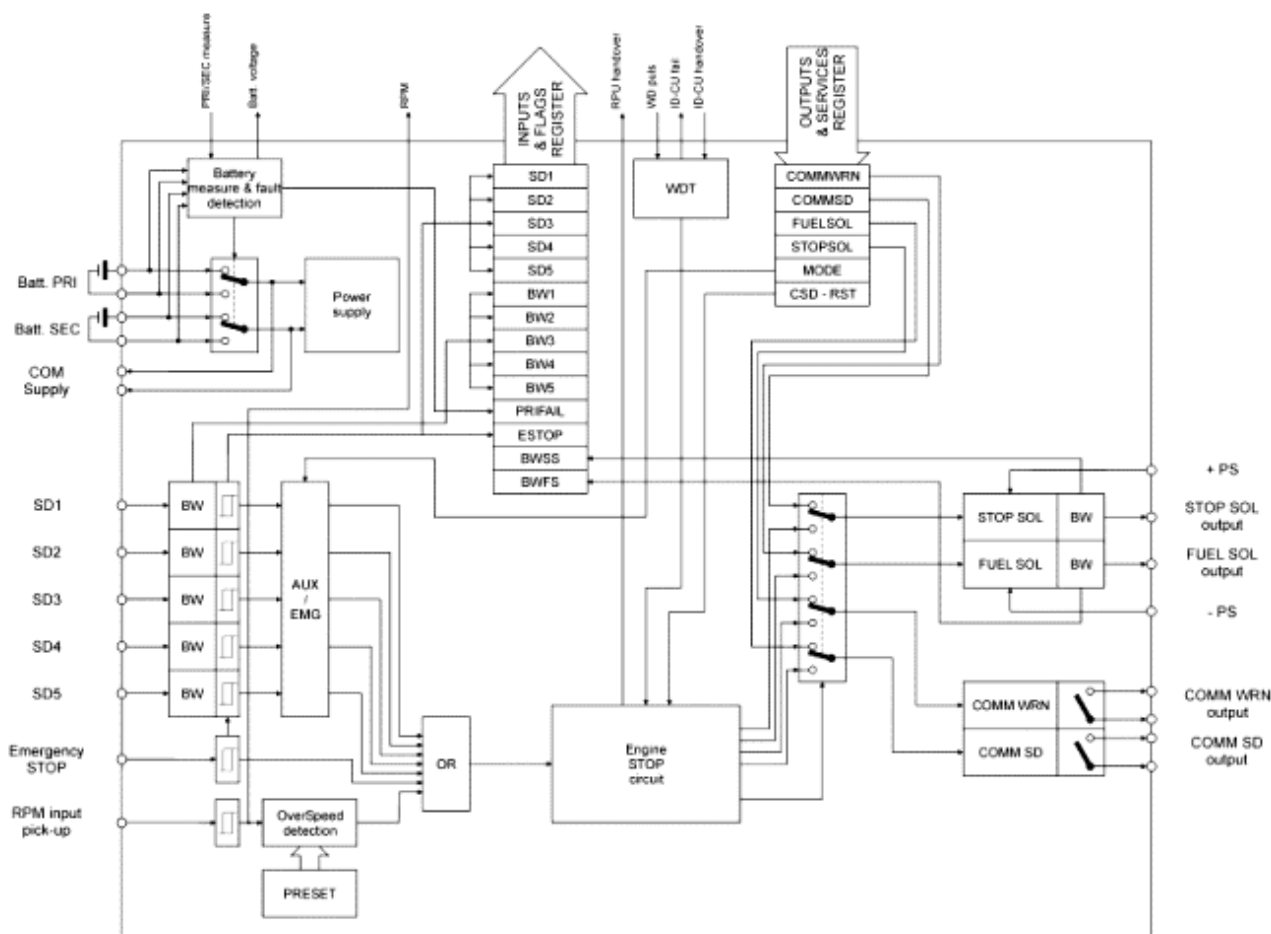 PRI/SEC measure
Batt. voltage
RPM
RPU handover
WD puls
ID-CU fail
ID-CU handover
INPUTS
& FLAGS
REGISTER
OUTPUTS
& SERVICES
REGISTER
Battery
measure & fault
detection
SD1
SD2
SD3
SD4
SD5
BW1
BW2
BW3
BW4
BW5
PRIFAIL
ESTOP
BWSS
BWFS
WDT
COMMWRN
COMMSD
FUELSOL
STOPSOL
MODE
CSD - RST
Batt. PRI
Batt. SEC
COM
Supply
Power
supply
SD1
BW
SD2
BW
SD3
BW
SD4
BW
SD5
BW
AUX
/
EMG
Emergency
STOP
RPM input
pick-up
OverSpeed
detection
PRESET
OR
Engine
STOP
circuit
STOP SOL
BW
FUEL SOL
BW
COMM WRN
COMM SD
+ PS
STOP SOL
output
FUEL SOL
output
- PS
COMM WRN
output
COMM SD
output